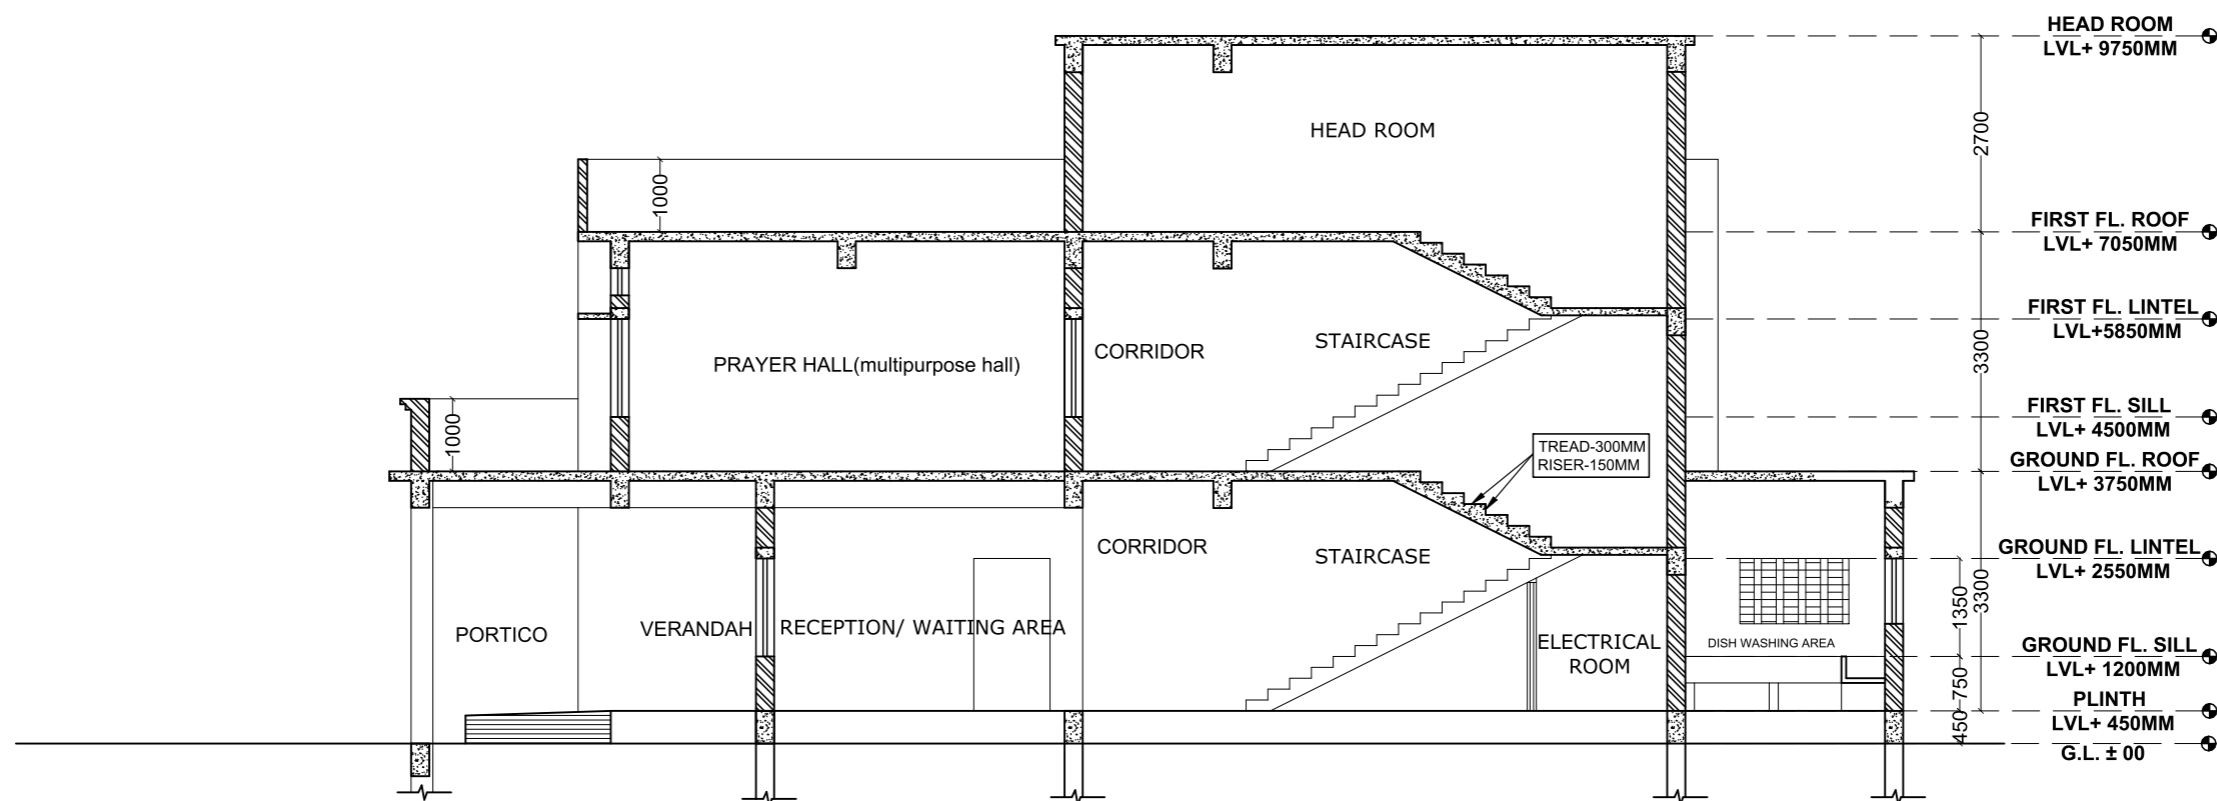 HEAD ROOM
LVL+ 9750MM
HEAD ROOM
2700
1000
FIRST FL. ROOF
LVL+ 7050MM
FIRST FL. LINTEL
LVL+5850MM
STAIRCASE
CORRIDOR
PRAYER HALL(multipurpose hall)
3300
1000
FIRST FL. SILL
LVL+ 4500MM
TREAD-300MM
RISER-150MM
GROUND FL. ROOF
LVL+ 3750MM
CORRIDOR
STAIRCASE
GROUND FL. LINTEL
LVL+ 2550MM
1350
3300
PORTICO
VERANDAH
RECEPTION/ WAITING AREA
ELECTRICAL
ROOM
DISH WASHING AREA
GROUND FL. SILL
LVL+ 1200MM
750
PLINTH
LVL+ 450MM
450
G.L. ± 00